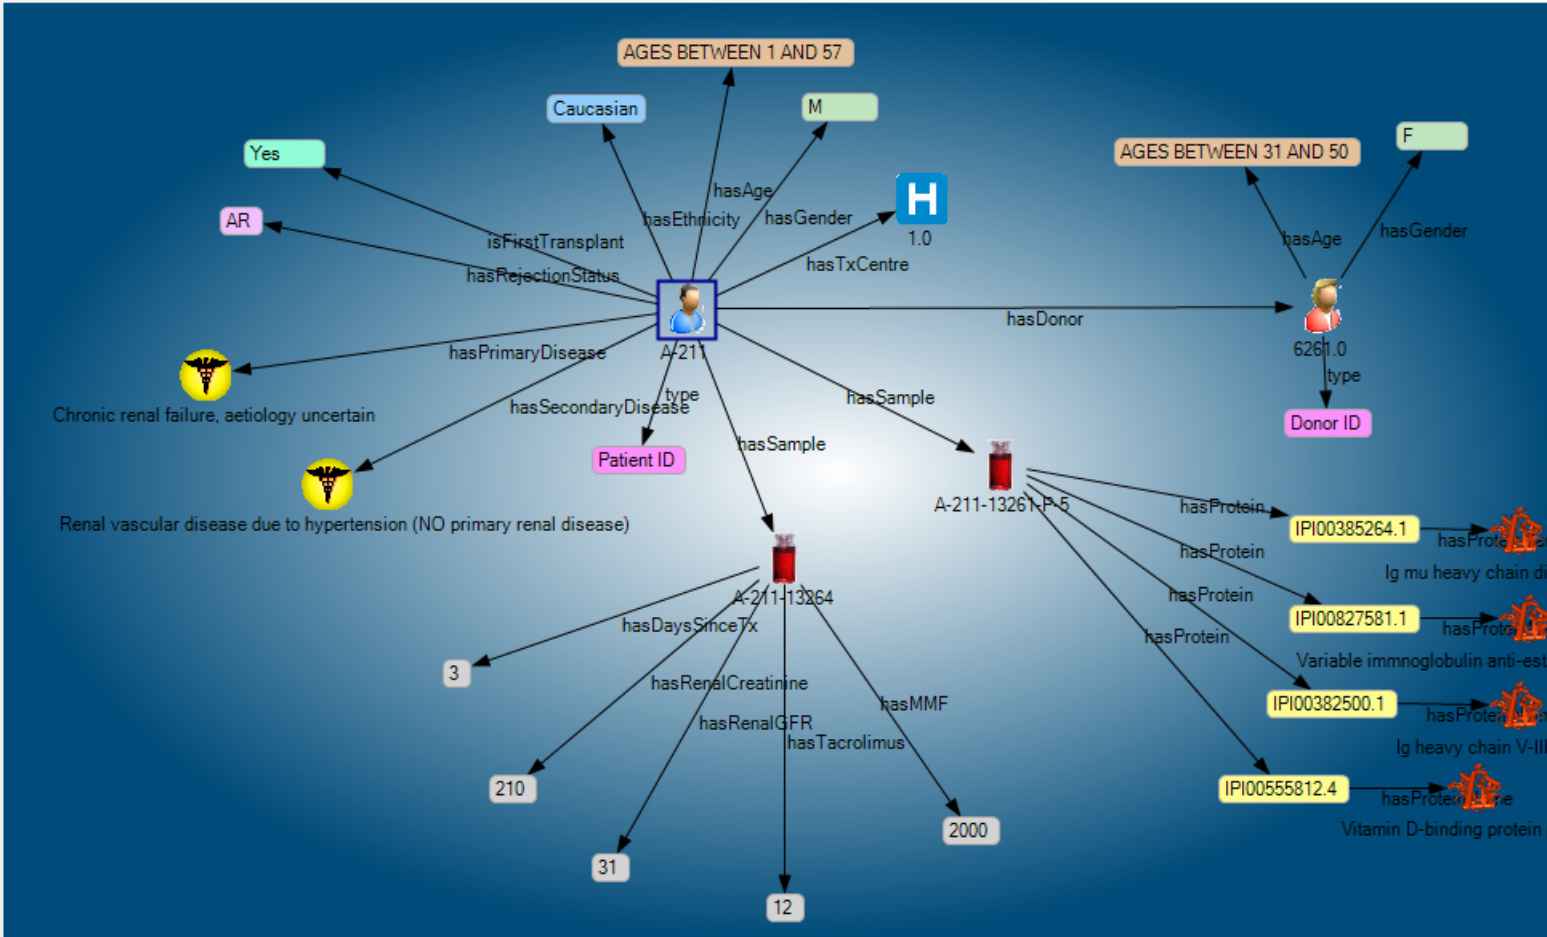 AGES BETWEEN 1 AND 57
Caucasian
M
F
Yes
AGES BETWEEN 31 AND 50
AR
hasAge
hasEthnicity
hasGender
H
1.0
isFirstTransplant
hasRejectionStatus
hasTxCentre
hasAge
hasGender
hasDonor
A-211
6261.0
hasPrimaryDisease
type
type
Chronic renal failure, aetiology uncertain
hasSecondaryDisease
hasSample
hasSample
Donor ID
Patient ID
Renal vascular disease due to hypertension (NO primary renal disease)
A-211-13261-P-5
hasProtein
IPI00385264.1
Ig mu heavy chain
hasProtein
A-211-13264
hasProtein
IPI00827581.1
hasDaysSinceTx
hasProtein
Variable immnoglobulin
3
hasRenalCreatinine
hasMMF
IPI00382500.1
hasRenalGFR
hasTacrolimus
Ig heavy chain V-III
210
IPI00555812.4
2000
Vitamin D-binding protein
31
12